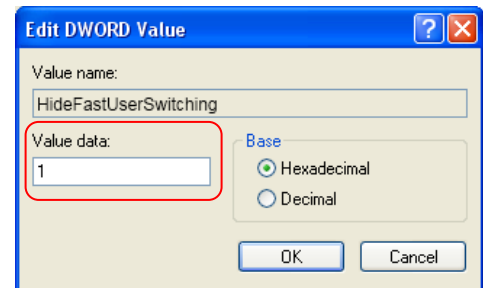 Edit DWORD Value
Value name:
HideFastUserSwitching
Value data:
1
Base
Hexadecimal
Decimal
OK
Cancel